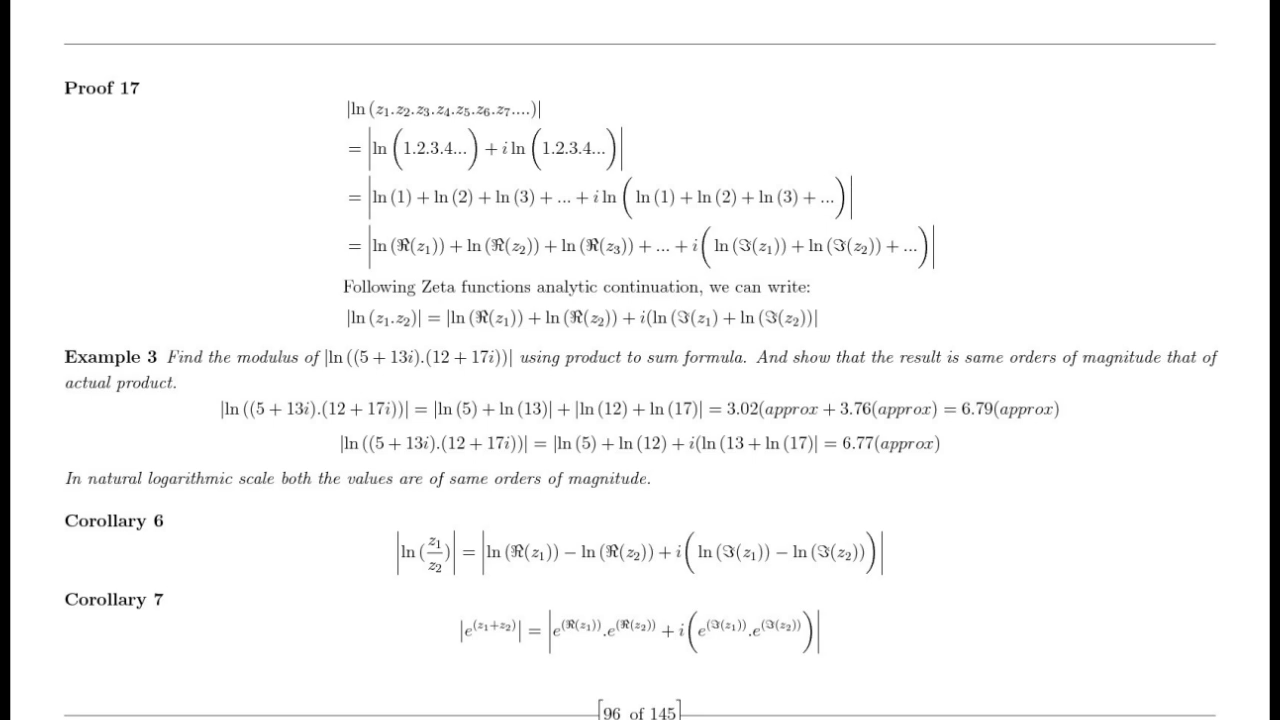 Proof 17
|ln (z₁.z₂.z₃.z₄.z₅.z₆.z₇....)|
= |ln (1.2.3.4...) + i ln (1.2.3.4...)|
= |ln (1) + ln (2) + ln (3) + ... + i ln ( ln (1) + ln (2) + ln (3) + ...)|
= |ln (ℜ(z₁)) + ln (ℜ(z₂)) + ln (ℜ(z₃)) + ... + i( ln (ℑ(z₁)) + ln (ℑ(z₂)) + ...)|
Following Zeta functions analytic continuation, we can write:
|ln (z₁.z₂)| = |ln (ℜ(z₁)) + ln (ℜ(z₂)) + i(ln (ℑ(z₁) + ln (ℑ(z₂))|
Example 3 Find the modulus of |ln ((5 + 13i).(12 + 17i))| using product to sum formula. And show that the result is same orders of magnitude that of
actual product.
|ln ((5 + 13i).(12 + 17i))| = |ln (5) + ln (13)| + |ln (12) + ln (17)| = 3.02(approx + 3.76(approx) = 6.79(approx)
|ln ((5 + 13i).(12 + 17i))| = |ln (5) + ln (12) + i(ln (13 + ln (17)| = 6.77(approx)
In natural logarithmic scale both the values are of same orders of magnitude.
Corollary 6
|ln (z₁/z₂)| = |ln (ℜ(z₁)) − ln (ℜ(z₂)) + i( ln (ℑ(z₁)) − ln (ℑ(z₂)))|
Corollary 7
|e^(z₁+z₂)| = |e^(ℜ(z₁)).e^(ℜ(z₂)) + i(e^(ℑ(z₁)).e^(ℑ(z₂)))|
[96 of 145]